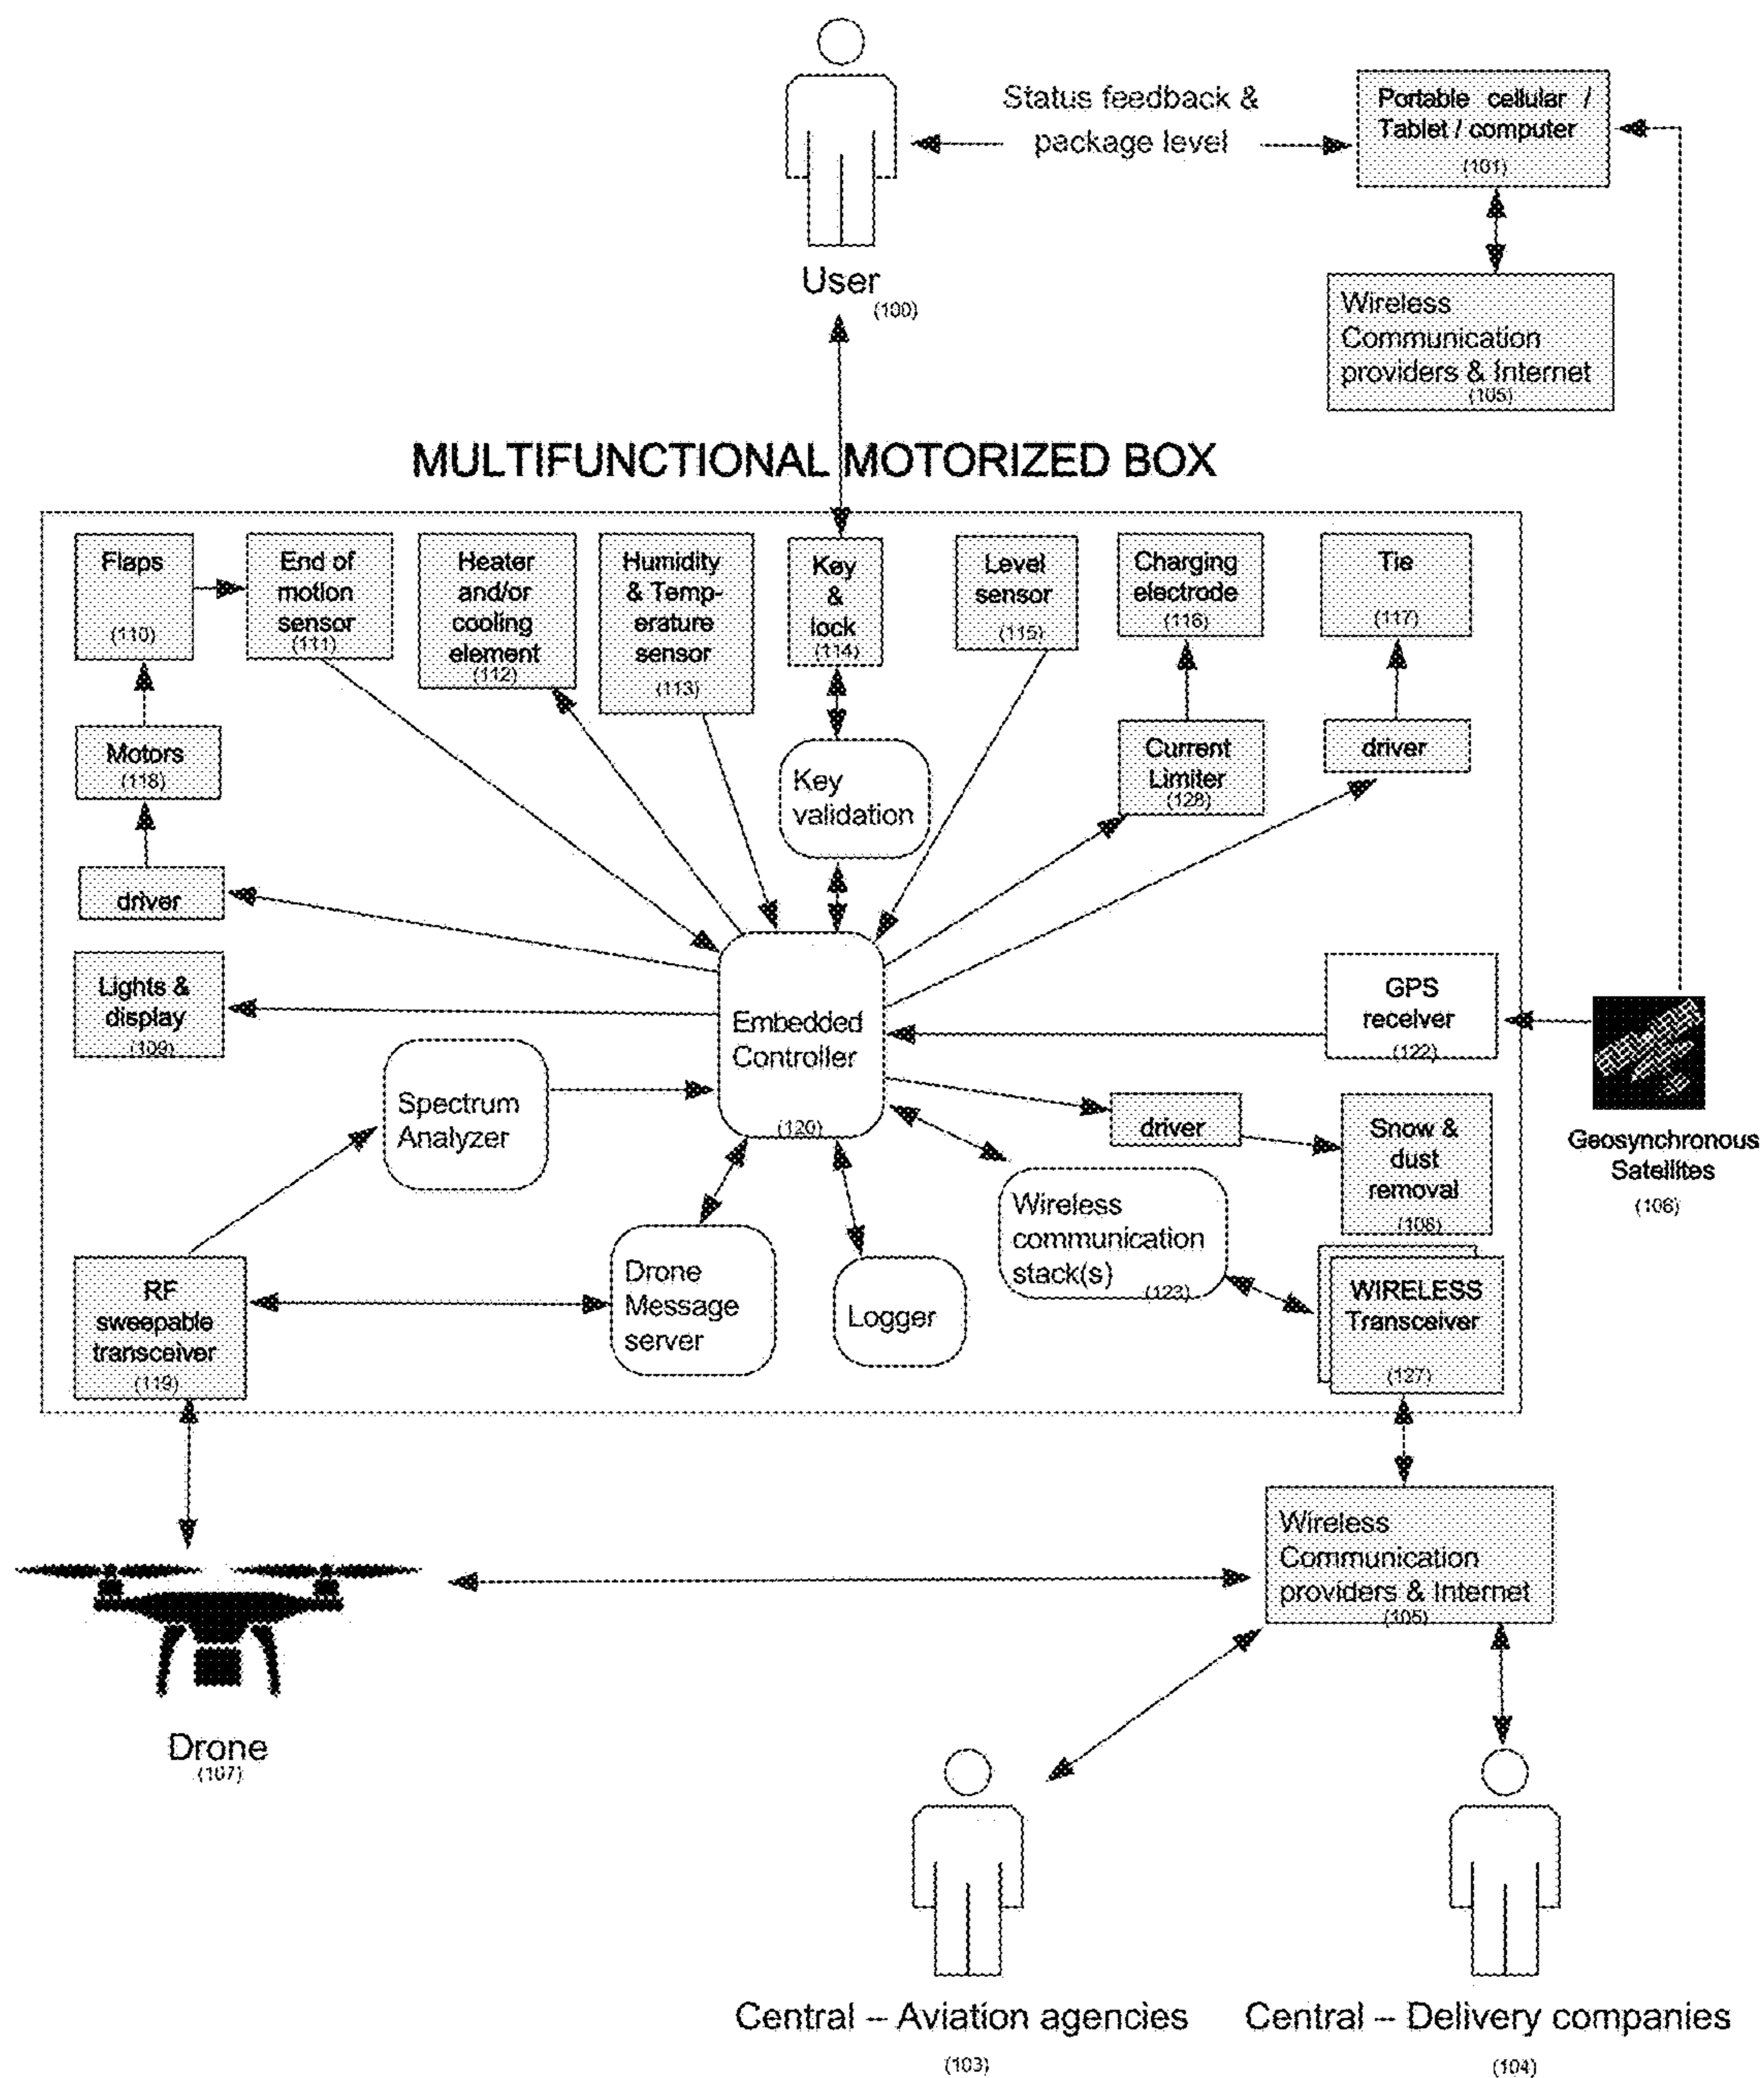 Status feedback &
package level
Portable cellular /
Tablet / computer
(101)
User
(100)
Wireless
Communication
providers & Internet
(105)
MULTIFUNCTIONAL MOTORIZED BOX
Flaps
(110)
End of
motion
sensor
(111)
Heater
and/or
cooling
element
(112)
Humidity
& Temp-
erature
sensor
(113)
Key
&
lock
(114)
Level
sensor
(115)
Charging
electrode
(116)
Tie
(117)
Motors
(118)
Key
validation
Current
Limiter
(128)
driver
driver
Lights &
display
(109)
Embedded
Controller
(120)
GPS
receiver
(122)
Geosynchronous
Satellites
(106)
Spectrum
Analyzer
driver
Snow &
dust
removal
(108)
Wireless
communication
stack(s)
(123)
RF
sweepable
transceiver
(119)
Drone
Message
server
Logger
WIRELESS
Transceiver
(127)
Wireless
Communication
providers & Internet
(105)
Drone
(107)
Central – Aviation agencies
(103)
Central – Delivery companies
(104)